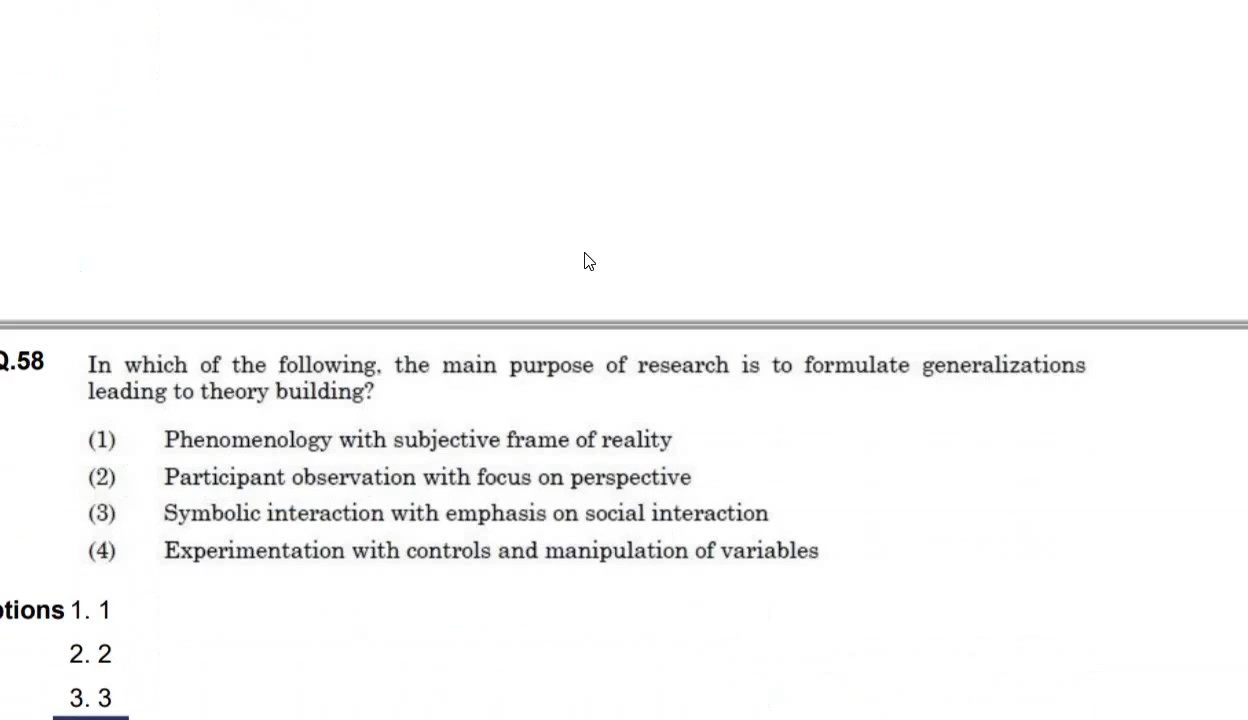 Q.58 In which of the following, the main purpose of research is to formulate generalizations
leading to theory building?
(1) Phenomenology with subjective frame of reality
(2) Participant observation with focus on perspective
(3) Symbolic interaction with emphasis on social interaction
(4) Experimentation with controls and manipulation of variables
tions 1. 1
2. 2
3. 3